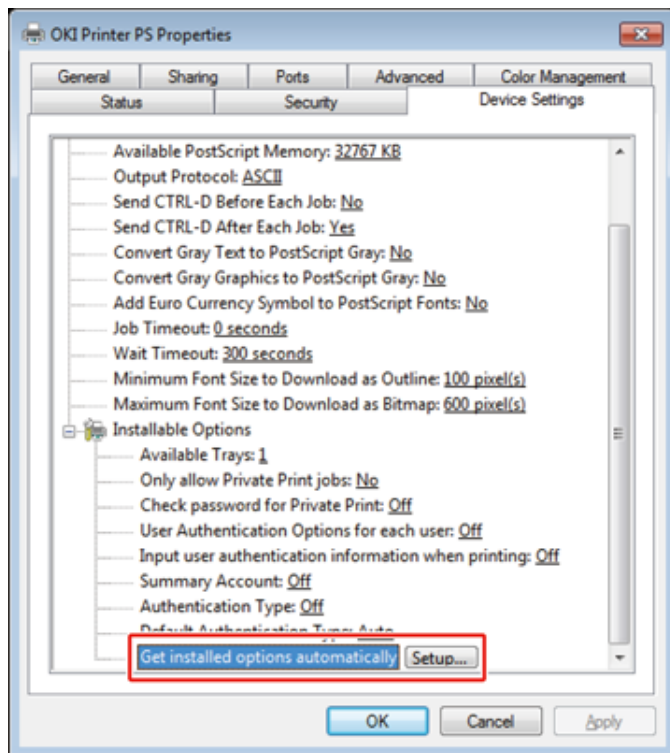 OKI Printer PS Properties
General Sharing Ports Advanced Color Management
Status Security Device Settings
Available PostScript Memory: 32767 KB
Output Protocol: ASCII
Send CTRL-D Before Each Job: No
Send CTRL-D After Each Job: Yes
Convert Gray Text to PostScript Gray: No
Convert Gray Graphics to PostScript Gray: No
Add Euro Currency Symbol to PostScript Fonts: No
Job Timeout: 0 seconds
Wait Timeout: 300 seconds
Minimum Font Size to Download as Outline: 100 pixel(s)
Maximum Font Size to Download as Bitmap: 600 pixel(s)
Installable Options
Available Trays: 1
Only allow Private Print jobs: No
Check password for Private Print: Off
User Authentication Options for each user: Off
Input user authentication information when printing: Off
Summary Account: Off
Authentication Type: Off
Default Authentication Type: Auto
Get installed options automatically Setup...
OK Cancel Apply